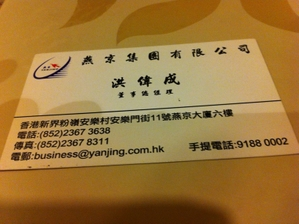 燕京集團有限公司
洪偉成
董事總經理
香港新界粉嶺安樂村安樂門街11號燕京大廈六樓
電話:(852)2367 3638
傳真:(852)2367 8311
電郵:business@yanjing.com.hk 手提電話:9188 0002